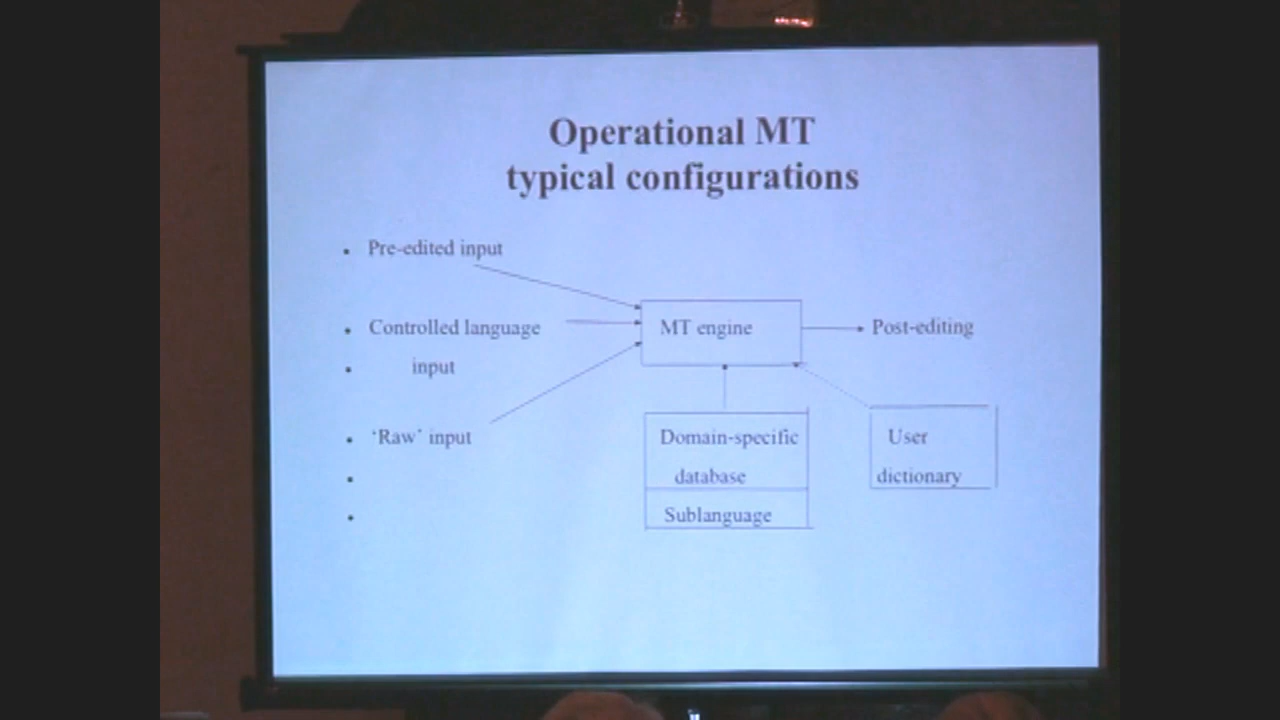 Operational MT
typical configurations
• Pre-edited input
• Controlled language
• input
MT engine
Post-editing
• ‘Raw’ input
•
•
Domain-specific
database
Sublanguage
User
dictionary